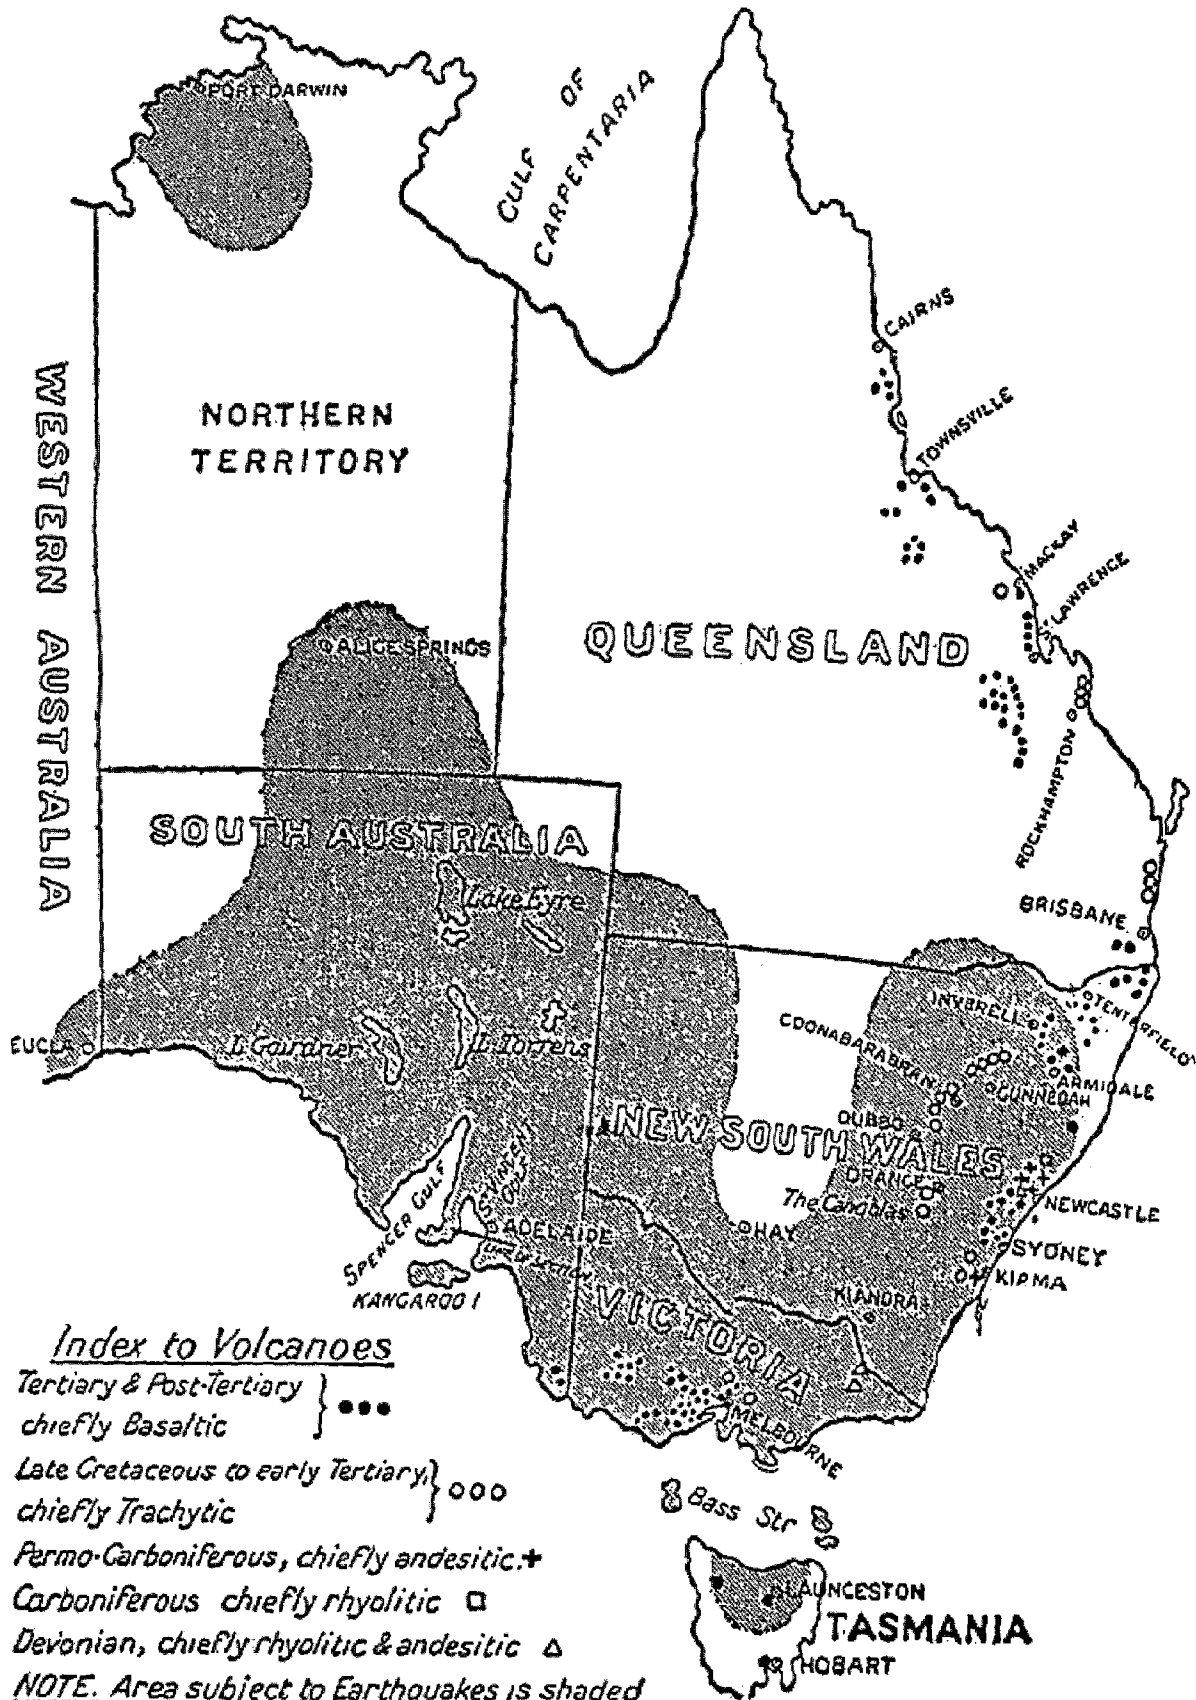 PORT DARWIN
GULF OF
CARPENTARIA
CAIRNS
TOWNSVILLE
MACKAY
S! LAWRENCE
ROCKHAMPTON
BRISBANE
WESTERN AUSTRALIA
NORTHERN
TERRITORY
ALICE SPRINGS
QUEENSLAND
SOUTH AUSTRALIA
Lake Eyre
EUCLA
L. Gairdner
L. Torrens
INVERELL
TENTERFIELD
COONABARABRAN
ARMIDALE
GUNNEDAH
DUBBO
NEW SOUTH WALES
ORANGE
The Canoblas
NEWCASTLE
SYDNEY
KIAMA
HAY
KIANDRA
SPENCER GULF
ST VINCENT
GULF
ADELAIDE
KANGAROO I
VICTORIA
MELBOURNE
Bass Str
LAUNCESTON
TASMANIA
HOBART
Index to Volcanoes
Tertiary & Post-Tertiary
chiefly Basaltic
Late Cretaceous to early Tertiary,
chiefly Trachytic
Permo-Carboniferous, chiefly andesitic.
Carboniferous chiefly rhyolitic
Devonian, chiefly rhyolitic & andesitic
NOTE. Area subject to Earthquakes is shaded